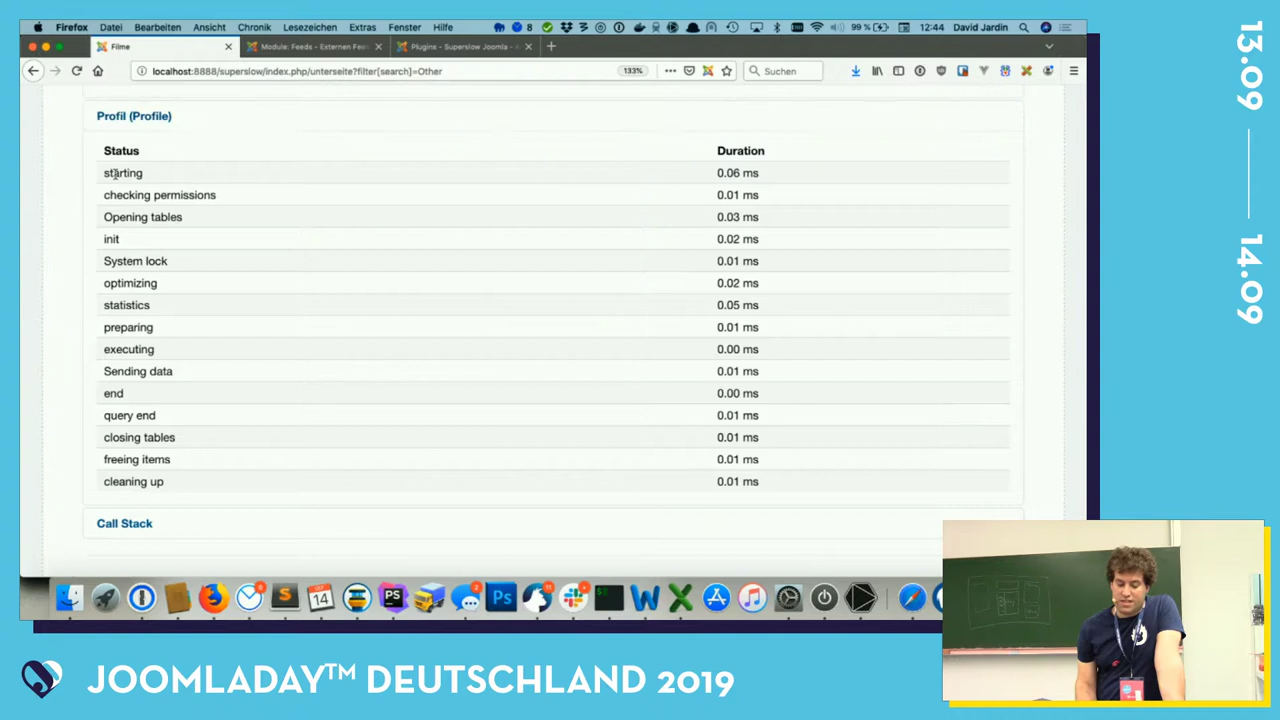 Firefox Datei Bearbeiten Ansicht Chronik Lesezeichen Extras Fenster Hilfe 8 99 % 12:44 David Jardin
Filme Module: Feeds - Externen Fee Plugins - Superslow Joomla -
localhost:8888/superslow/index.php/unterseite?filter[search]=Other 133% Suchen
Profil (Profile)
Status Duration
starting 0.06 ms
checking permissions 0.01 ms
Opening tables 0.03 ms
init 0.02 ms
System lock 0.01 ms
optimizing 0.02 ms
statistics 0.05 ms
preparing 0.01 ms
executing 0.00 ms
Sending data 0.01 ms
end 0.00 ms
query end 0.01 ms
closing tables 0.01 ms
freeing items 0.01 ms
cleaning up 0.01 ms
Call Stack
14 PS Ps
13.09
14.09
JOOMLADAY™ DEUTSCHLAND 2019